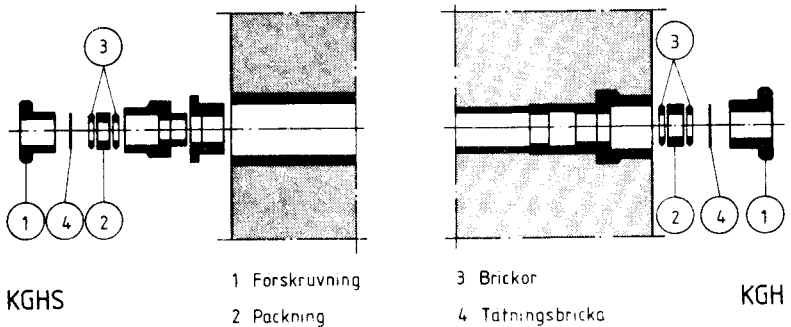 3
3
1
4
2
2
4
1
KGHS
1 Förskruvning
2 Packning
3 Brickor
4 Tätningsbricka
KGH